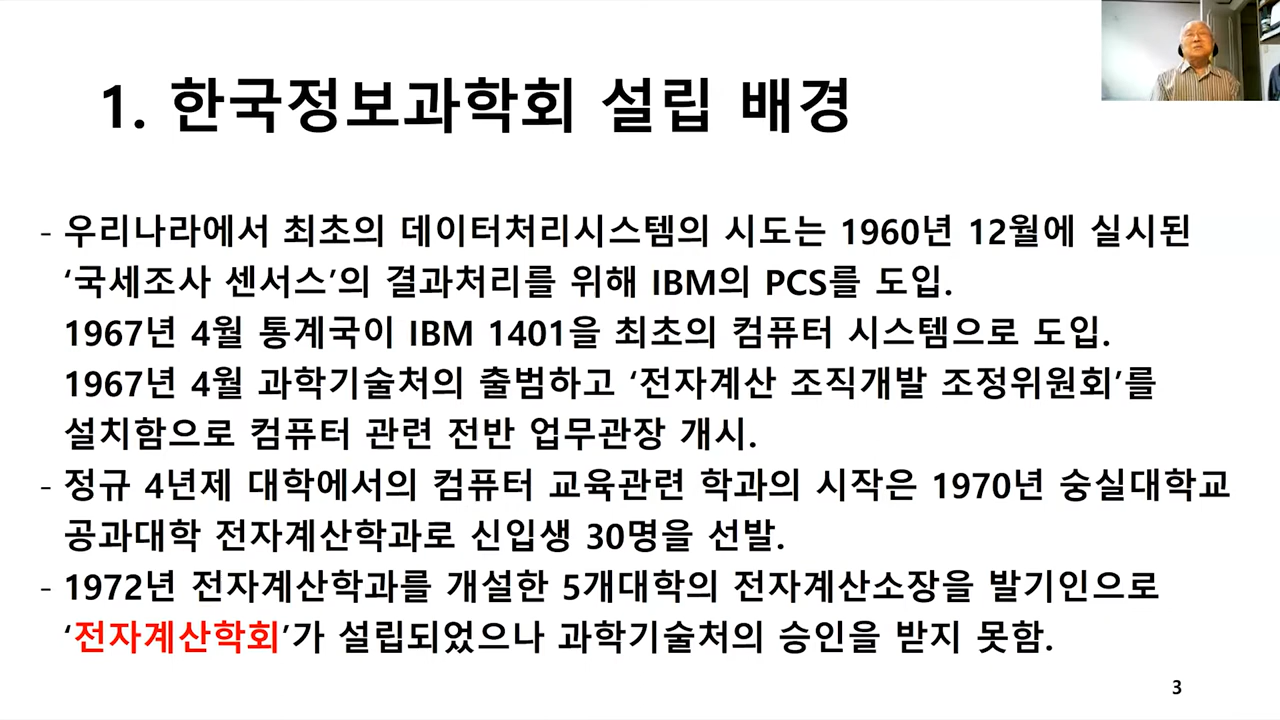 1. 한국정보과학회 설립 배경
- 우리나라에서 최초의 데이터처리시스템의 시도는 1960년 12월에 실시된
‘국세조사 센서스’의 결과처리를 위해 IBM의 PCS를 도입.
1967년 4월 통계국이 IBM 1401을 최초의 컴퓨터 시스템으로 도입.
1967년 4월 과학기술처의 출범하고 ‘전자계산 조직개발 조정위원회’를
설치함으로 컴퓨터 관련 전반 업무관장 개시.
- 정규 4년제 대학에서의 컴퓨터 교육관련 학과의 시작은 1970년 숭실대학교
공과대학 전자계산학과로 신입생 30명을 선발.
- 1972년 전자계산학과를 개설한 5개대학의 전자계산소장을 발기인으로
‘전자계산학회’가 설립되었으나 과학기술처의 승인을 받지 못함.
3